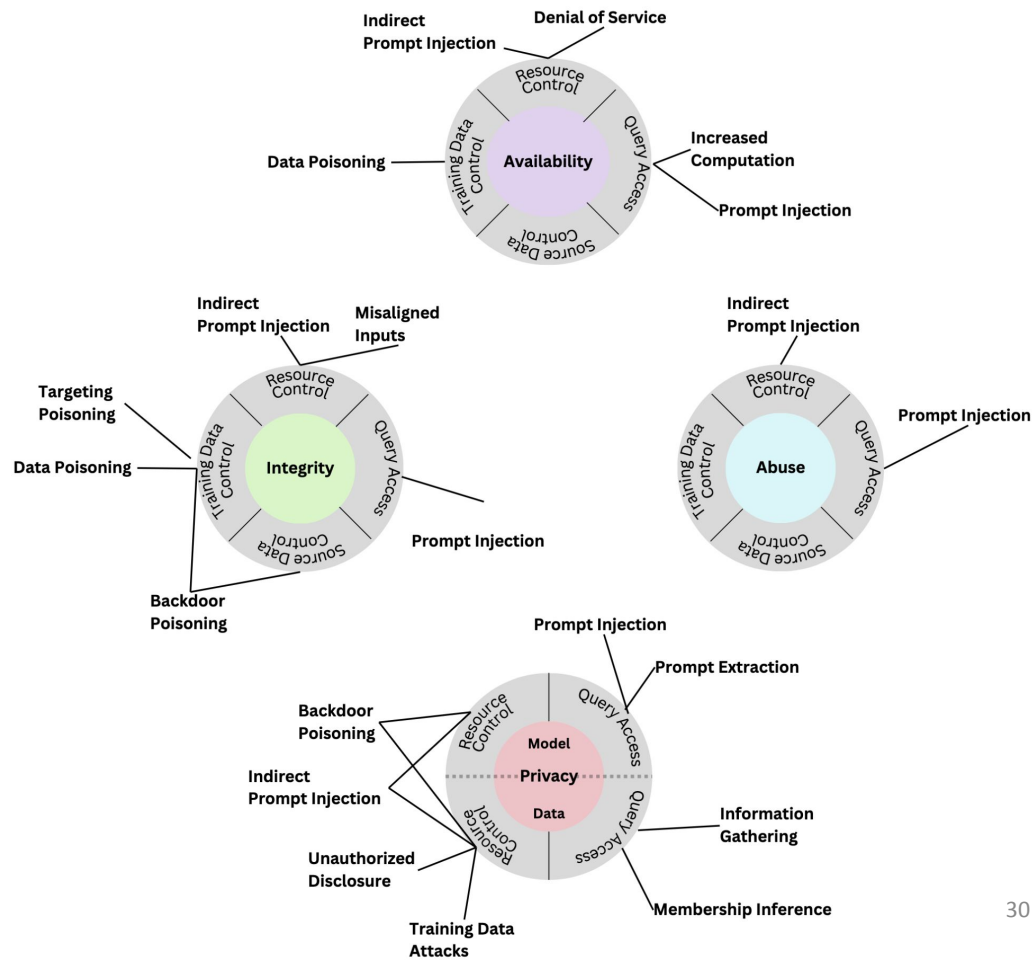 Indirect
Prompt Injection
Denial of Service
Resource
Control
Training Data
Control
Query Access
Source Data
Control
Availability
Data Poisoning
Increased
Computation
Prompt Injection
Indirect
Prompt Injection
Misaligned
Inputs
Targeting
Poisoning
Data Poisoning
Resource
Control
Training Data
Control
Query Access
Source Data
Control
Integrity
Prompt Injection
Backdoor
Poisoning
Indirect
Prompt Injection
Resource
Control
Training Data
Control
Query Access
Source Data
Control
Abuse
Prompt Injection
Prompt Injection
Prompt Extraction
Backdoor
Poisoning
Resource
Control
Query Access
Model
Privacy
Data
Indirect
Prompt Injection
Resource
Control
Query Access
Information
Gathering
Unauthorized
Disclosure
Membership Inference
Training Data
Attacks
30